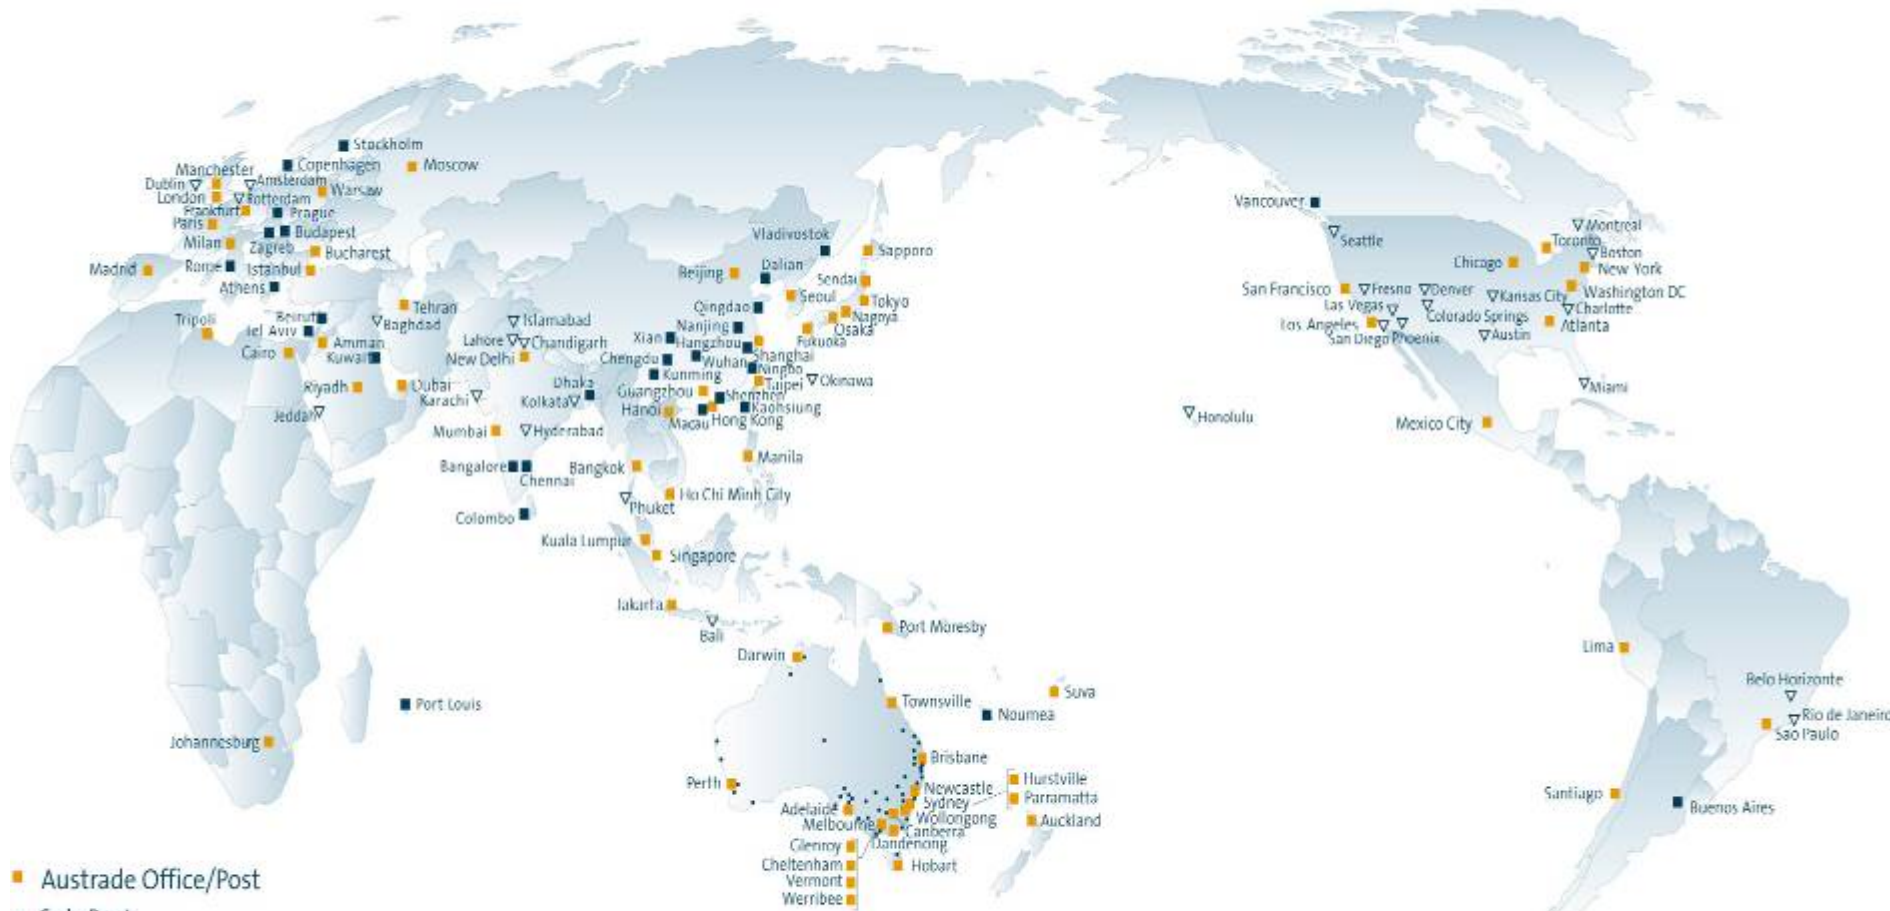 Stockholm
Copenhagen
Moscow
Manchester
Dublin
Amsterdam
Warsaw
London
Rotterdam
Frankfurt
Prague
Paris
Budapest
Milan
Zagreb
Bucharest
Madrid
Rome
Istanbul
Athens
Tehran
Tripoli
Beirut
Baghdad
Tel Aviv
Amman
Cairo
Kuwait
Riyadh
Dubai
Jeddah
Islamabad
Lahore
Chandigarh
New Delhi
Karachi
Dhaka
Kolkata
Mumbai
Hyderabad
Bangalore
Chennai
Colombo
Vladivostok
Sapporo
Dalian
Beijing
Sendai
Seoul
Tokyo
Qingdao
Nagoya
Nanjing
Osaka
Xian
Hangzhou
Fukuoka
Shanghai
Chengdu
Wuhan
Ningbo
Kunming
Taipei
Okinawa
Guangzhou
Shenzhen
Hanoi
Kaohsiung
Macau
Hong Kong
Manila
Bangkok
Ho Chi Minh City
Phuket
Kuala Lumpur
Singapore
Jakarta
Bali
Port Moresby
Darwin
Suva
Townsville
Noumea
Port Louis
Johannesburg
Brisbane
Perth
Hurstville
Newcastle
Parramatta
Sydney
Adelaide
Wollongong
Auckland
Melbourne
Canberra
Glenroy
Dandenong
Cheltenham
Hobart
Vermont
Werribee
Vancouver
Seattle
Montreal
Toronto
Boston
Chicago
New York
San Francisco
Fresno
Denver
Kansas City
Washington DC
Las Vegas
Colorado Springs
Charlotte
Los Angeles
Atlanta
San Diego
Phoenix
Austin
Miami
Honolulu
Mexico City
Lima
Belo Horizonte
Rio de Janeiro
Sao Paulo
Santiago
Buenos Aires
Austrade Office/Post